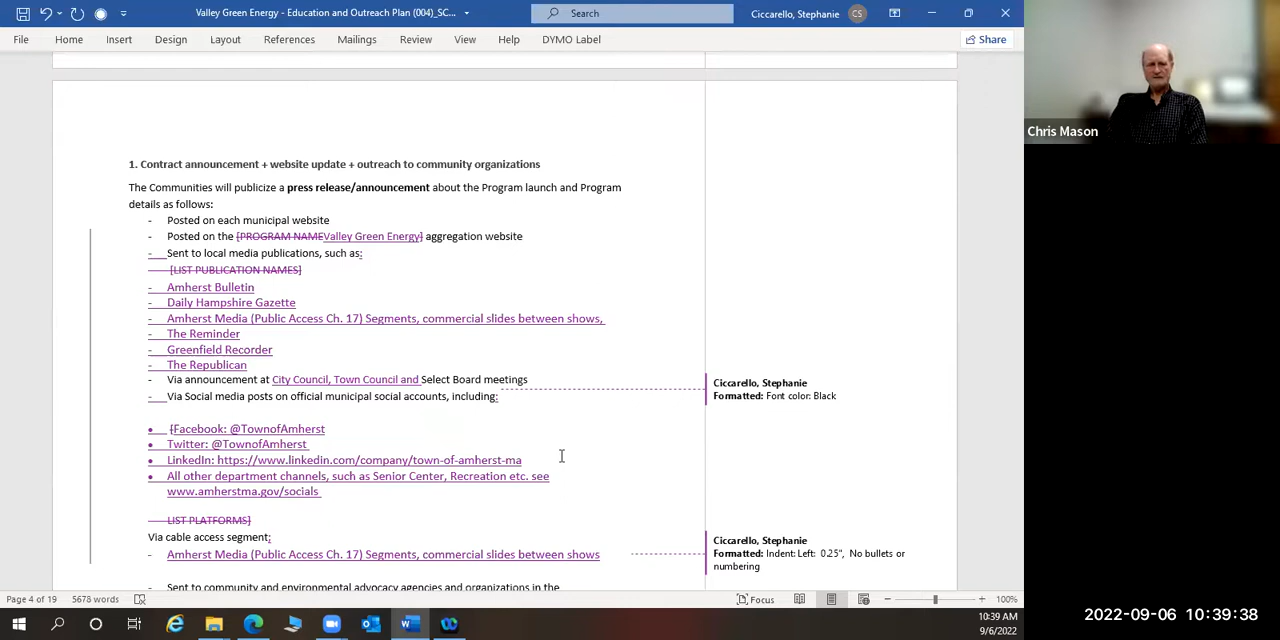 Valley Green Energy - Education and Outreach Plan (004)_SC...
Search
Ciccarello, Stephanie
CS
File Home Insert Design Layout References Mailings Review View Help DYMO Label
Share
1. Contract announcement + website update + outreach to community organizations
The Communities will publicize a press release/announcement about the Program launch and Program
details as follows:
- Posted on each municipal website
- Posted on the [PROGRAM NAMEValley Green Energy] aggregation website
- Sent to local media publications, such as:
[LIST PUBLICATION NAMES]
- Amherst Bulletin
- Daily Hampshire Gazette
- Amherst Media (Public Access Ch. 17) Segments, commercial slides between shows,
- The Reminder
- Greenfield Recorder
- The Republican
- Via announcement at City Council, Town Council and Select Board meetings
- Via Social media posts on official municipal social accounts, including:
• [Facebook: @TownofAmherst
• Twitter: @TownofAmherst
• LinkedIn: https://www.linkedin.com/company/town-of-amherst-ma
• All other department channels, such as Senior Center, Recreation etc. see
www.amherstma.gov/socials
LIST PLATFORMS]
Via cable access segment:
- Amherst Media (Public Access Ch. 17) Segments, commercial slides between shows
- Sent to community and environmental advocacy agencies and organizations in the
Ciccarello, Stephanie
Formatted: Font color: Black
Ciccarello, Stephanie
Formatted: Indent: Left: 0.25", No bullets or
numbering
Page 4 of 19 5678 words
Focus
100%
10:39 AM
9/6/2022
Chris Mason
2022-09-06 10:39:38